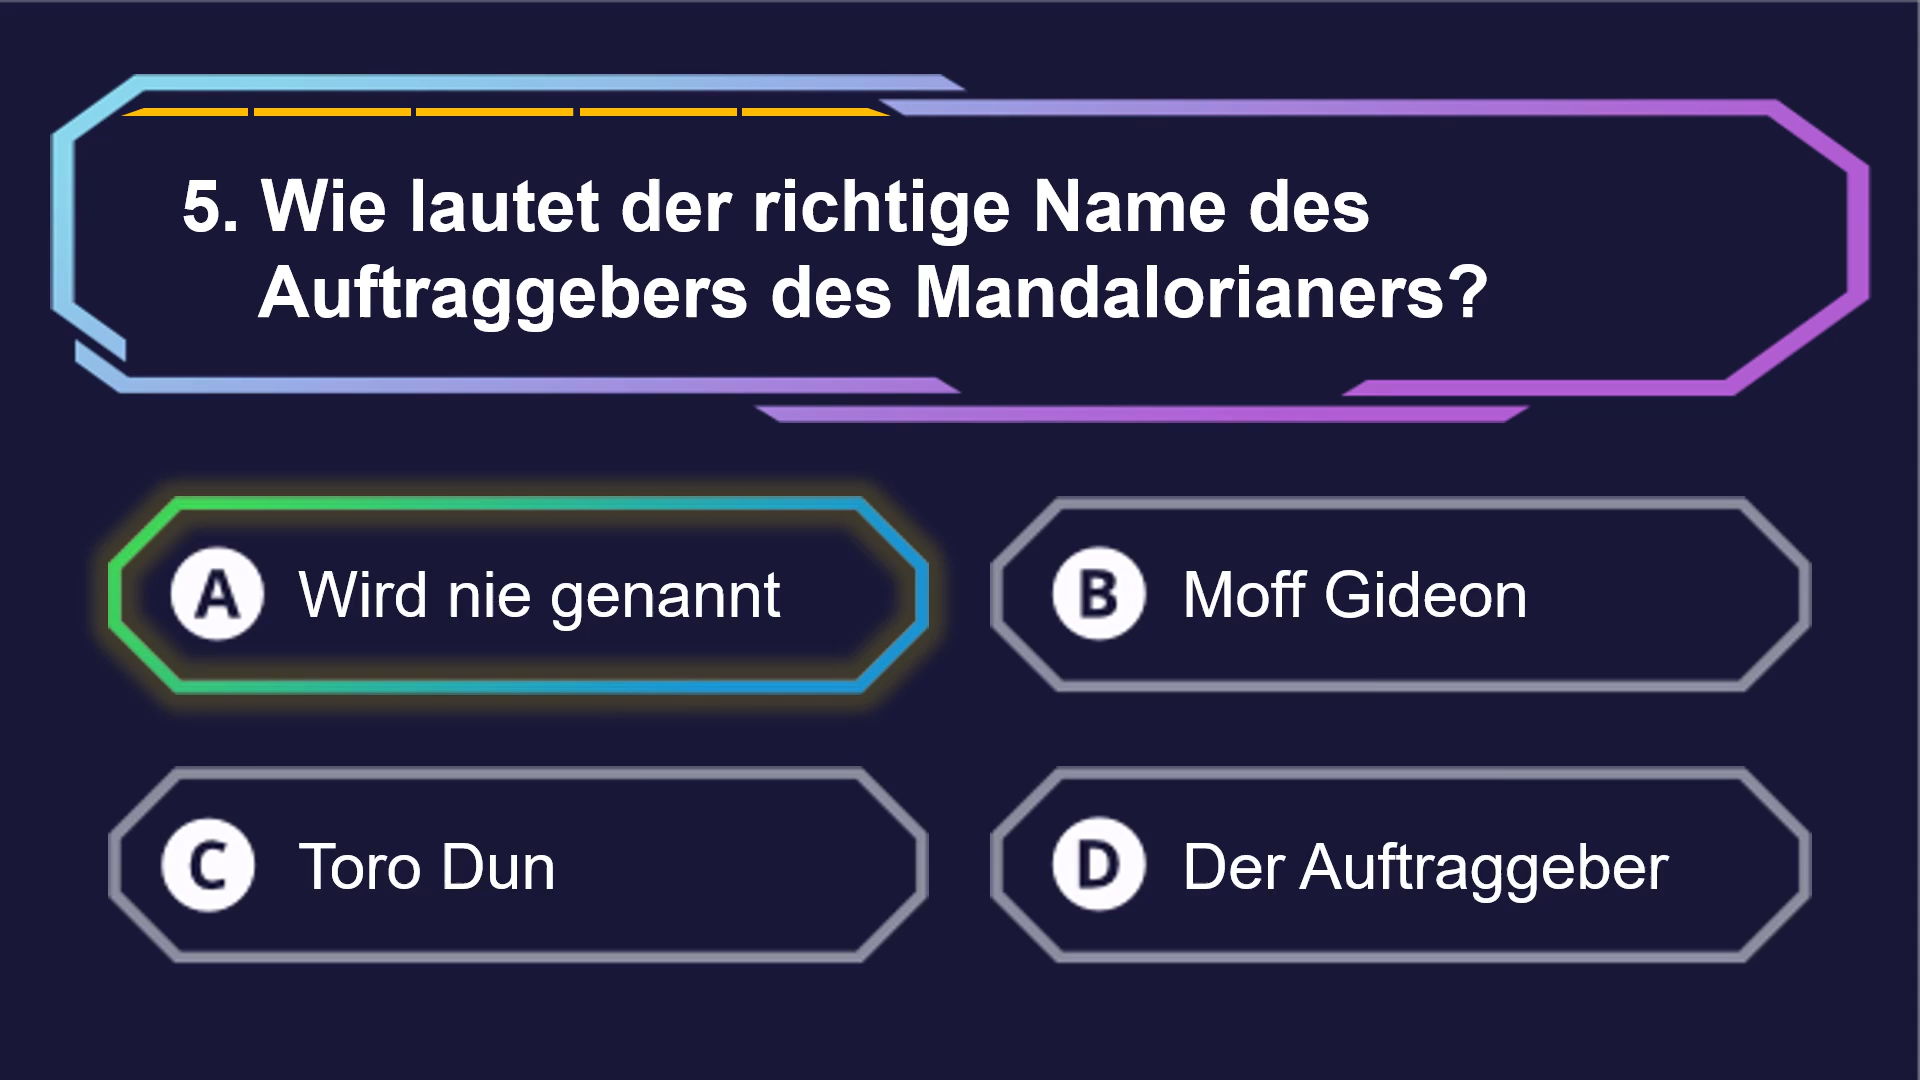 5. Wie lautet der richtige Name des
Auftraggebers des Mandalorianers?
A Wird nie genannt
B Moff Gideon
C Toro Dun
D Der Auftraggeber